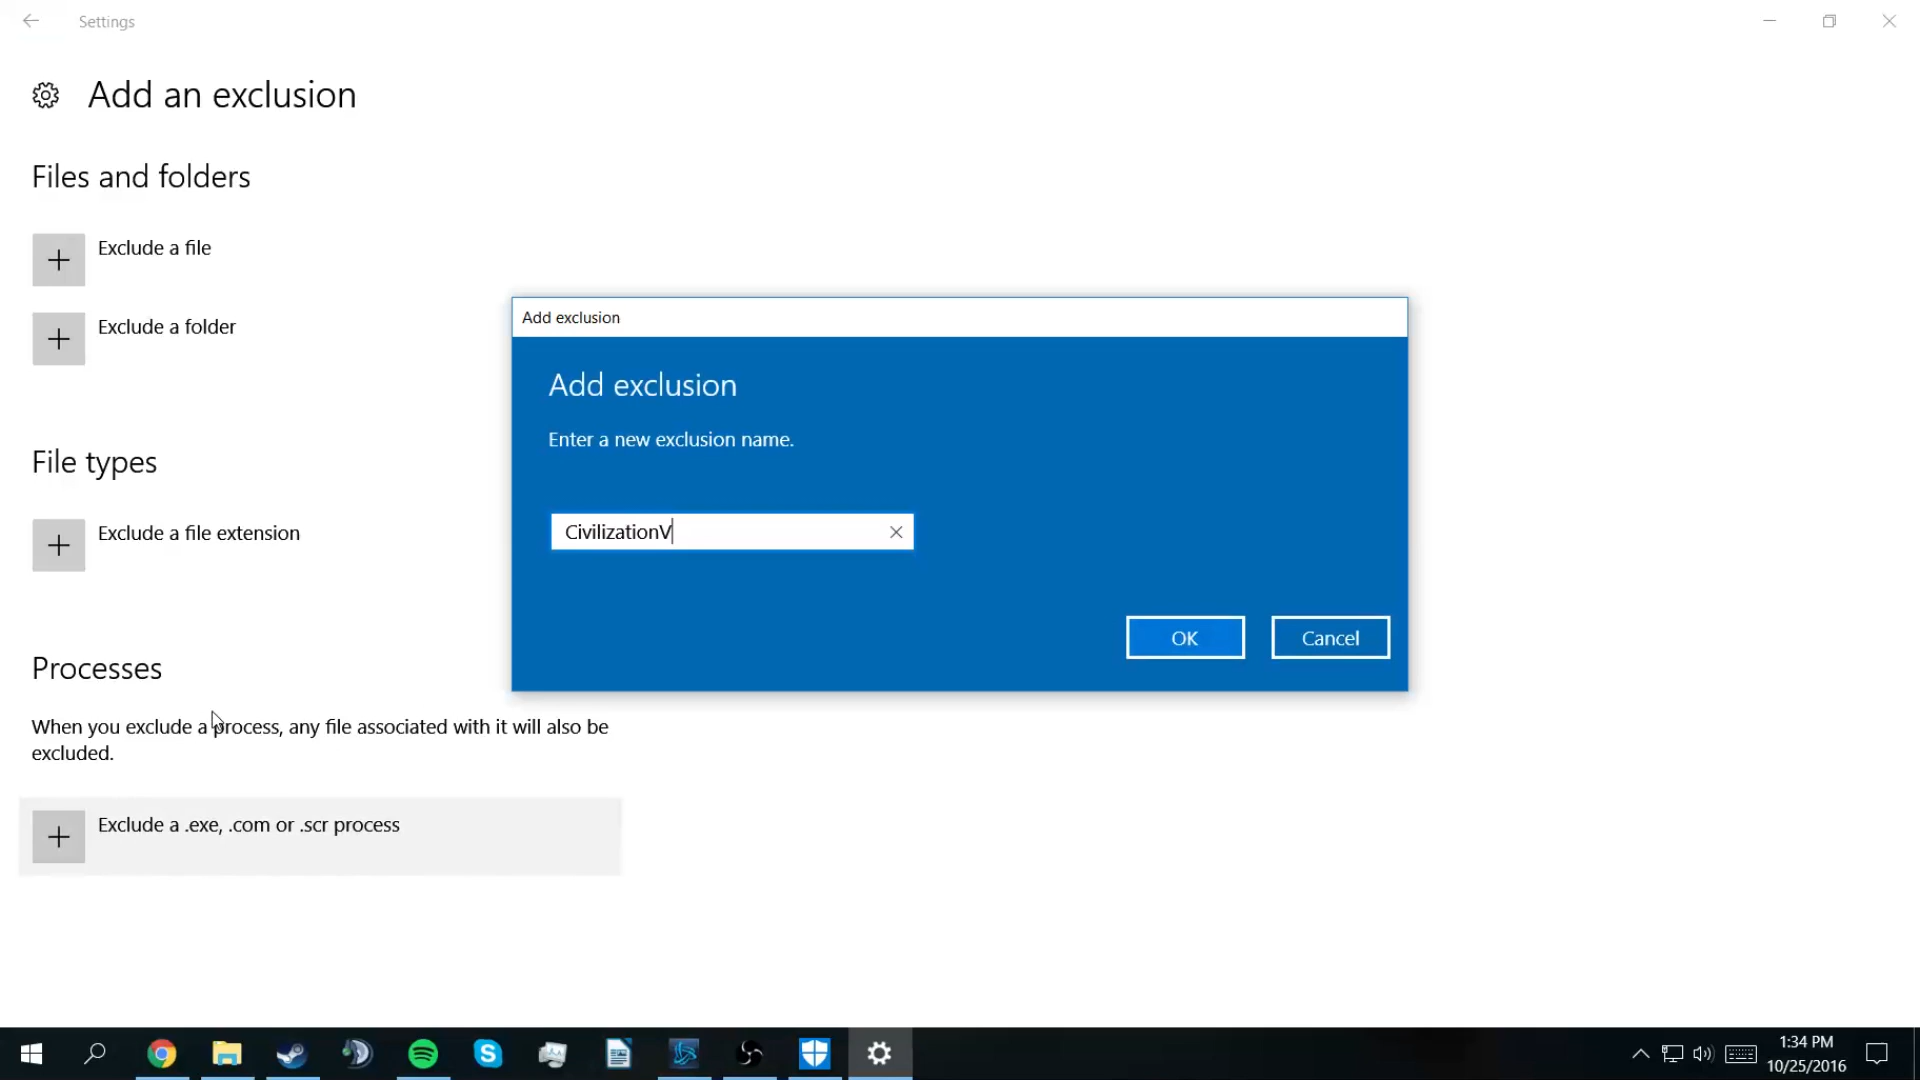 Settings
Add an exclusion
Files and folders
Exclude a file
Exclude a folder
Add exclusion
Add exclusion
Enter a new exclusion name.
CivilizationV
OK
Cancel
File types
Exclude a file extension
Processes
When you exclude a process, any file associated with it will also be
excluded.
Exclude a .exe, .com or .scr process
1:34 PM
10/25/2016